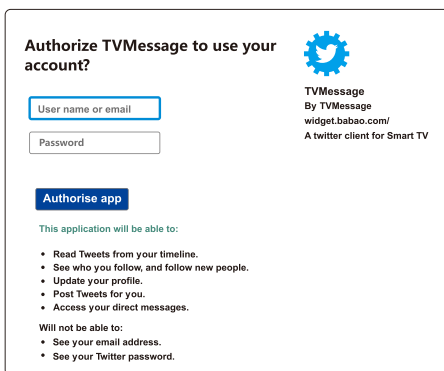 Authorize TVMessage to use your
account?
User name or email
Password
Authorise app
TVMessage
By TVMessage
widget.babao.com/
A twitter client for Smart TV
This application will be able to:
• Read Tweets from your timeline.
• See who you follow, and follow new people.
• Update your profile.
• Post Tweets for you.
• Access your direct messages.
Will not be able to:
• See your email address.
• See your Twitter password.